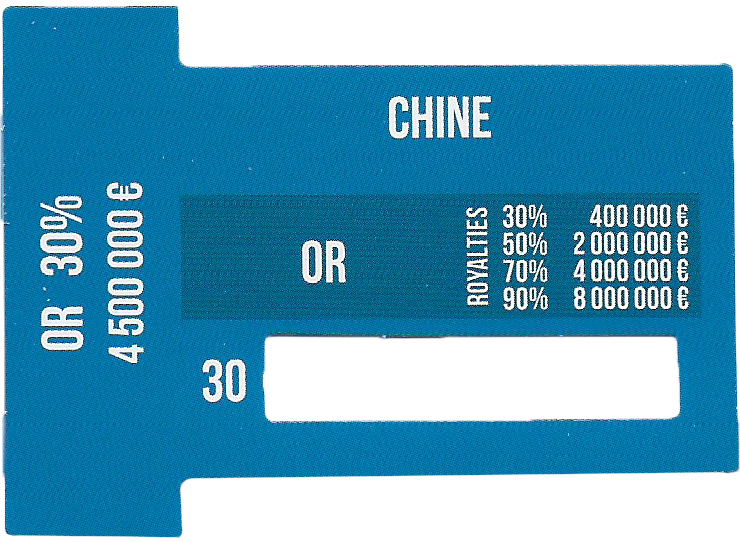 OR 30%
4 500 000 €
CHINE
OR
ROYALTIES
30% 400 000 €
50% 2 000 000 €
70% 4 000 000 €
90% 8 000 000 €
30